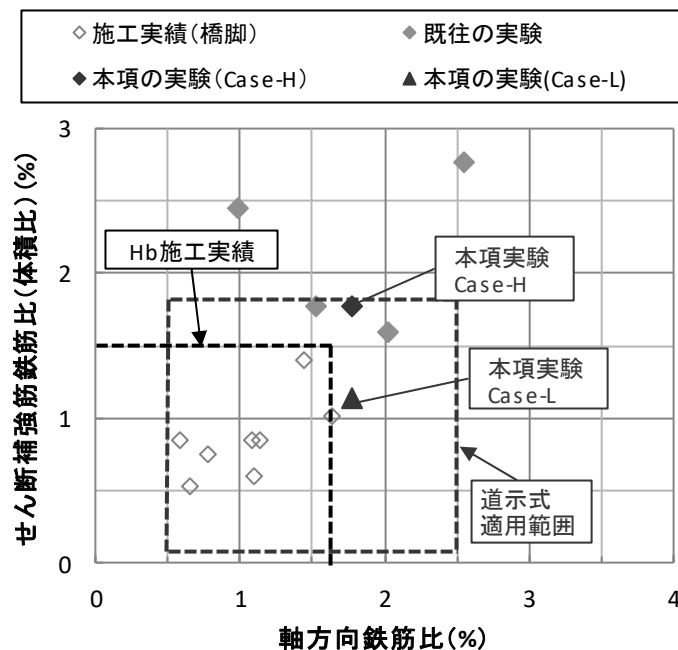 施工実績(橋脚)
既往の実験
本項の実験(Case-H)
本項の実験(Case-L)
せん断補強筋鉄筋比(体積比)(%)
3
2
1
0
Hb施工実績
本項実験
Case-H
本項実験
Case-L
道示式
適用範囲
0
1
2
3
4
軸方向鉄筋比(%)